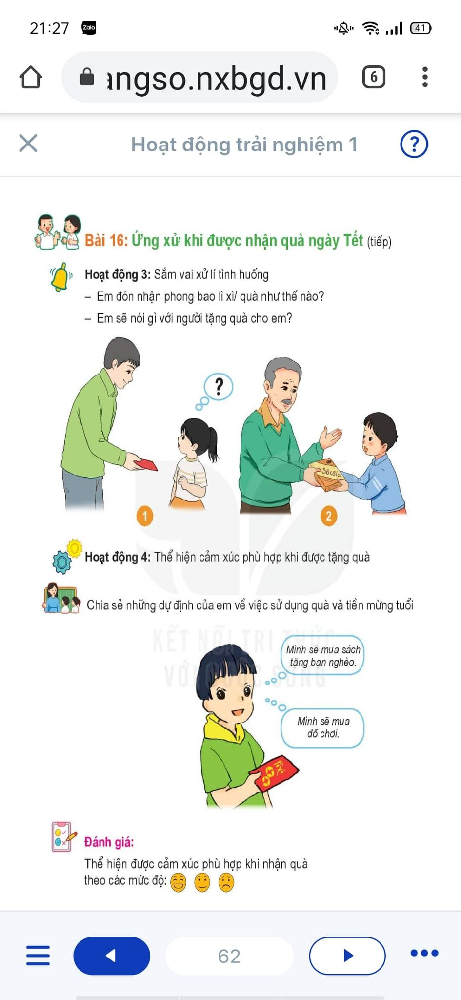 21:27 Zalo 41
angso.nxbgd.vn 6
Hoạt động trải nghiệm 1 ?
Bài 16: Ứng xử khi được nhận quà ngày Tết (tiếp)
Hoạt động 3: Sắm vai xử lí tình huống
– Em đón nhận phong bao lì xì/ quà như thế nào?
– Em sẽ nói gì với người tặng quà cho em?
?
Sôcôla
1
2
Hoạt động 4: Thể hiện cảm xúc phù hợp khi được tặng quà
Chia sẻ những dự định của em về việc sử dụng quà và tiền mừng tuổi
KẾT NỐI TRI THỨC
VỚI CUỘC SỐNG
Mình sẽ mua sách
tặng bạn nghèo.
Mình sẽ mua
đồ chơi.
Đánh giá:
Thể hiện được cảm xúc phù hợp khi nhận quà
theo các mức độ:
62